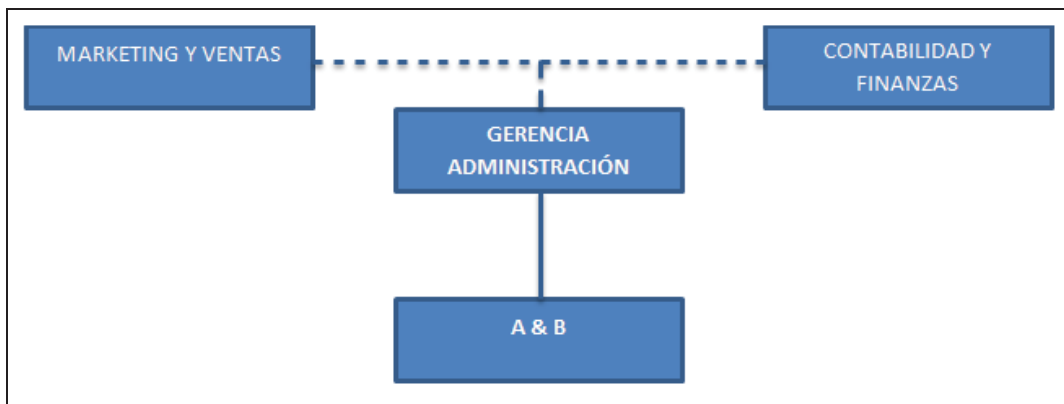 MARKETING Y VENTAS
CONTABILIDAD Y
FINANZAS
GERENCIA
ADMINISTRACIÓN
A & B